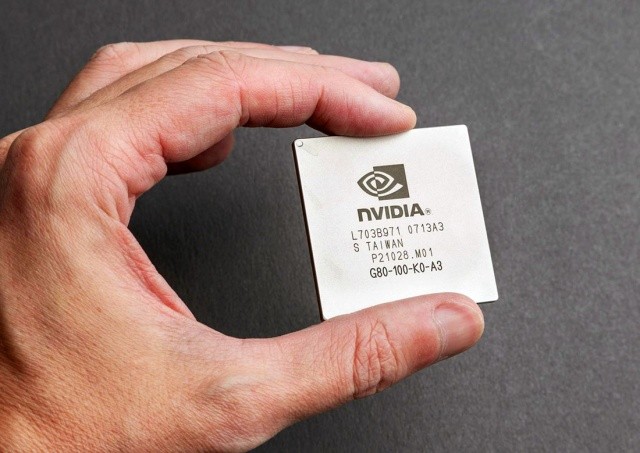 NVIDIA®
L703B971 0713A3
S TAIWAN
P21028.M01
G80-100-K0-A3